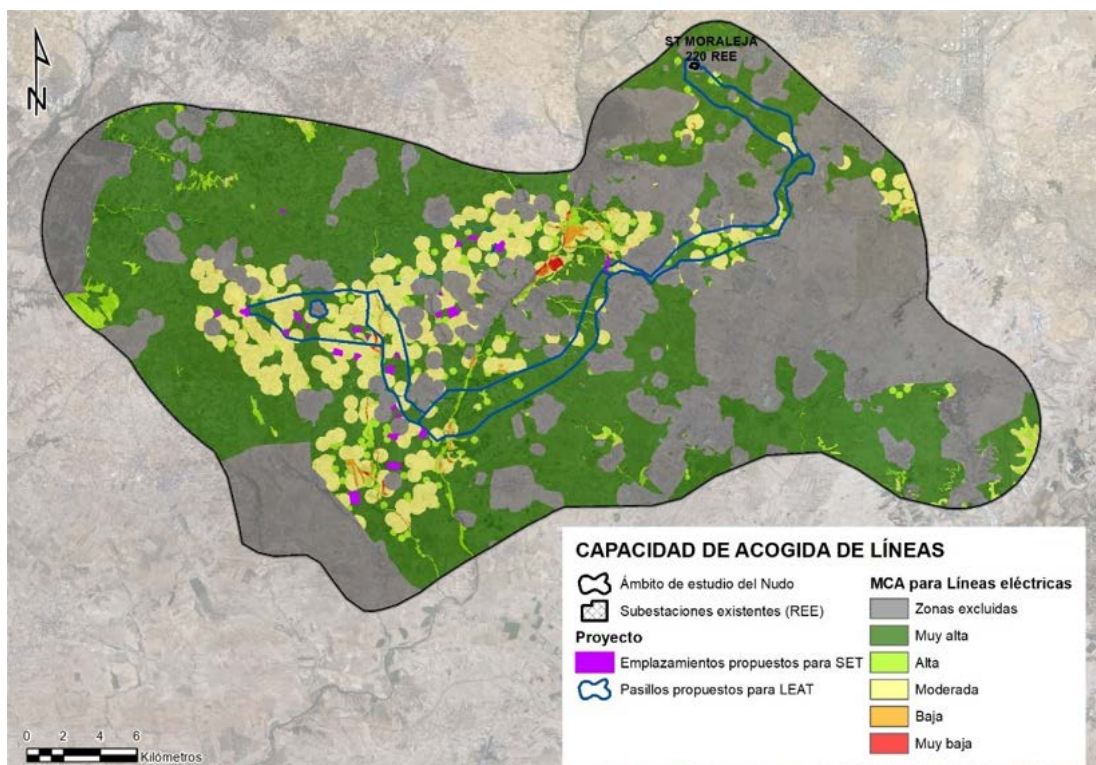 ST MORALEJA
220 REE
N
CAPACIDAD DE ACOGIDA DE LÍNEAS
Ámbito de estudio del Nudo
Subestaciones existentes (REE)
Proyecto
Emplazamientos propuestos para SET
Pasillos propuestos para LEAT
MCA para Líneas eléctricas
Zonas excluidas
Muy alta
Alta
Moderada
Baja
Muy baja
0 2 4 6
Kilómetros